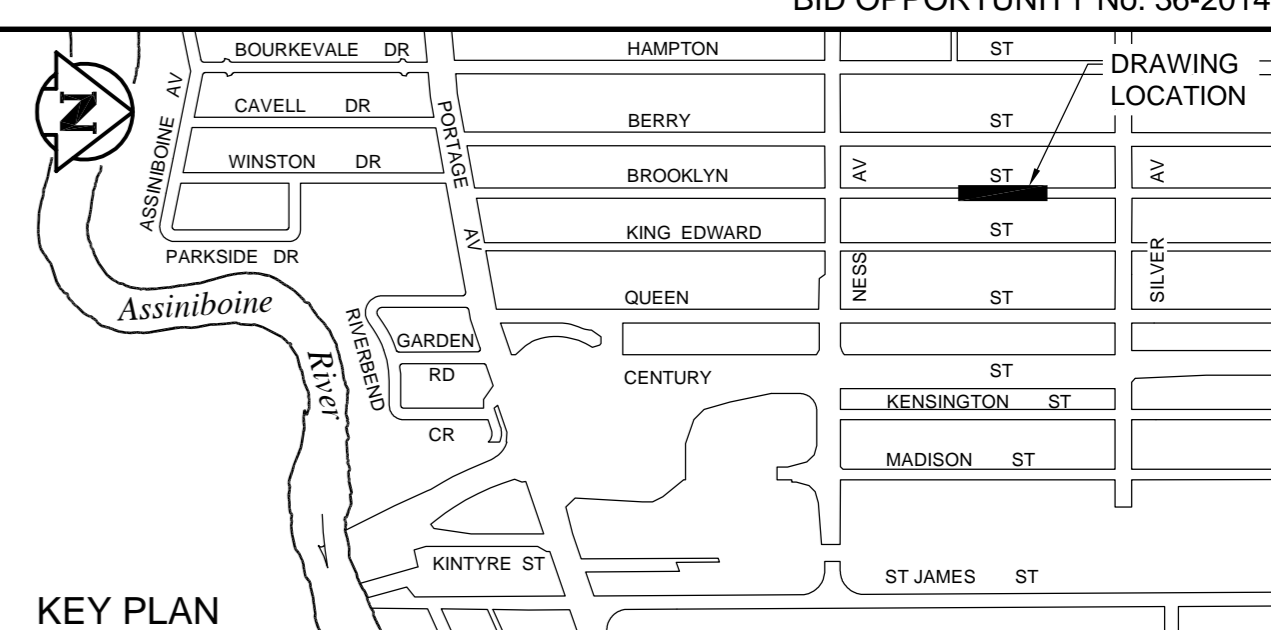 BID OPPORTUNITY No. 36-2014
BOURKEVALE DR
HAMPTON ST
DRAWING
LOCATION
N
ASSINIBOINE AV
CAVELL DR
PORTAGE AV
BERRY ST
WINSTON DR
BROOKLYN ST
NESS AV
SILVER AV
KING EDWARD ST
PARKSIDE DR
QUEEN ST
Assiniboine River
RIVERBEND CR
GARDEN RD
CENTURY ST
KENSINGTON ST
MADISON ST
KINTYRE ST
ST JAMES ST
KEY PLAN